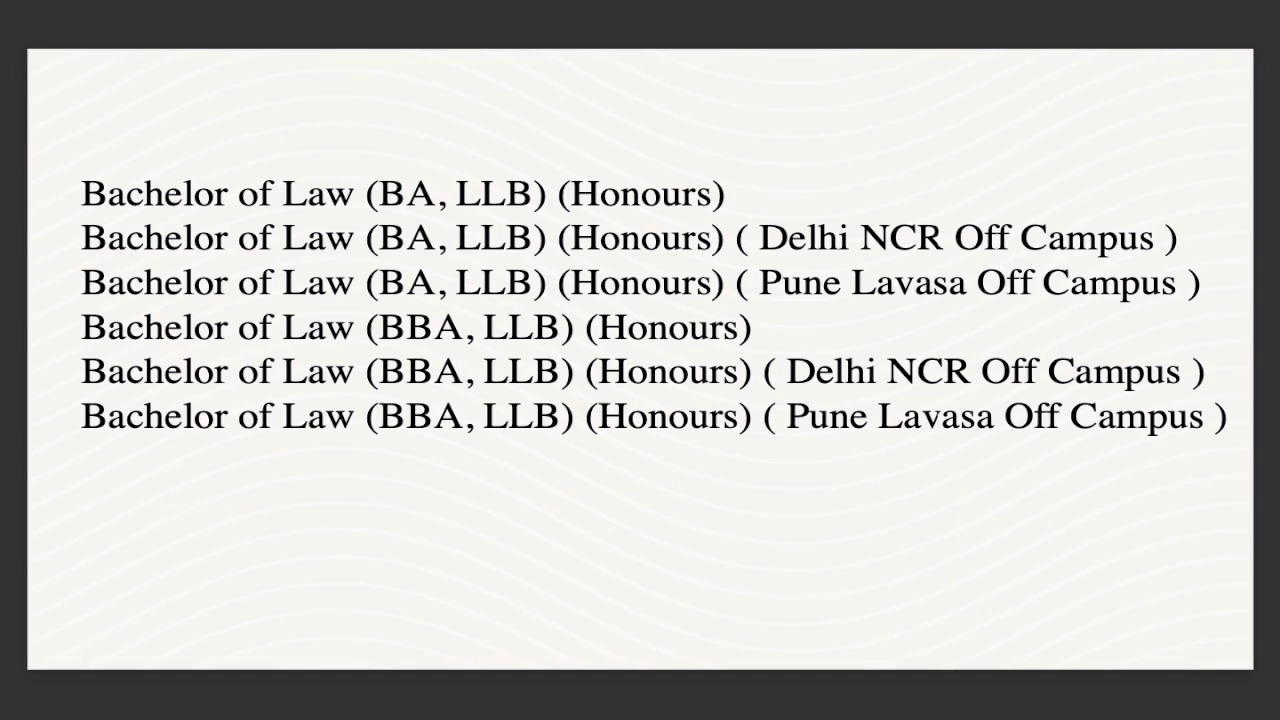 Bachelor of Law (BA, LLB) (Honours)
Bachelor of Law (BA, LLB) (Honours) ( Delhi NCR Off Campus )
Bachelor of Law (BA, LLB) (Honours) ( Pune Lavasa Off Campus )
Bachelor of Law (BBA, LLB) (Honours)
Bachelor of Law (BBA, LLB) (Honours) ( Delhi NCR Off Campus )
Bachelor of Law (BBA, LLB) (Honours) ( Pune Lavasa Off Campus )